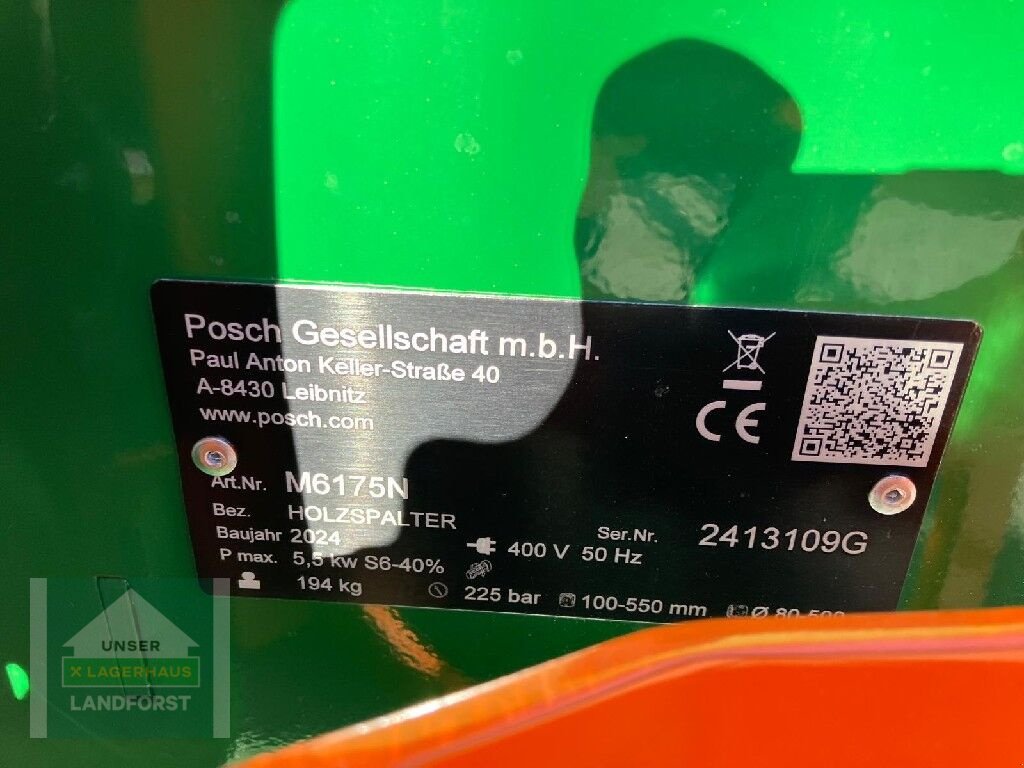 Posch Gesellschaft m.b.H.
Paul Anton Keller-Straße 40
A-8430 Leibnitz
www.posch.com
Art.Nr. M6175N
Bez. HOLZSPALTER
Baujahr 2024
Ser.Nr. 2413109G
P max. 5,5 kw S6-40%
400 V 50 Hz
194 kg
225 bar
100-550 mm
Ø 80-
CE
UNSER
LAGERHAUS
LANDFORST